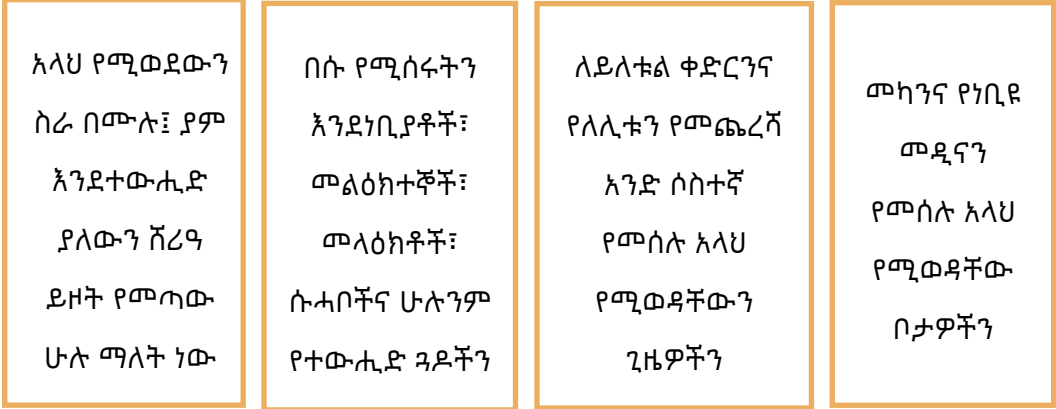 አላህ የሚወደውን
ስራ በሙሉ፤ ያም
እንደተውሒድ
ያለውን ሸሪዓ
ይዞት የመጣው
ሁሉ ማለት ነው
በሱ የሚሰሩትን
እንደነቢያቶች፣
መልዕክተኞች፣
መላዕክቶች፣
ሱሓቦችና ሁሉንም
የተውሒድ ጓዶችን
ለይለቱል ቀድርንና
የለሊቱን የመጨረሻ
አንድ ሶስተኛ
የመሰሉ አላህ
የሚወዳቸውን
ጊዜዎችን
መካንና የነቢዩ
መዲናን
የመሰሉ አላህ
የሚወዳቸው
ቦታዎችን